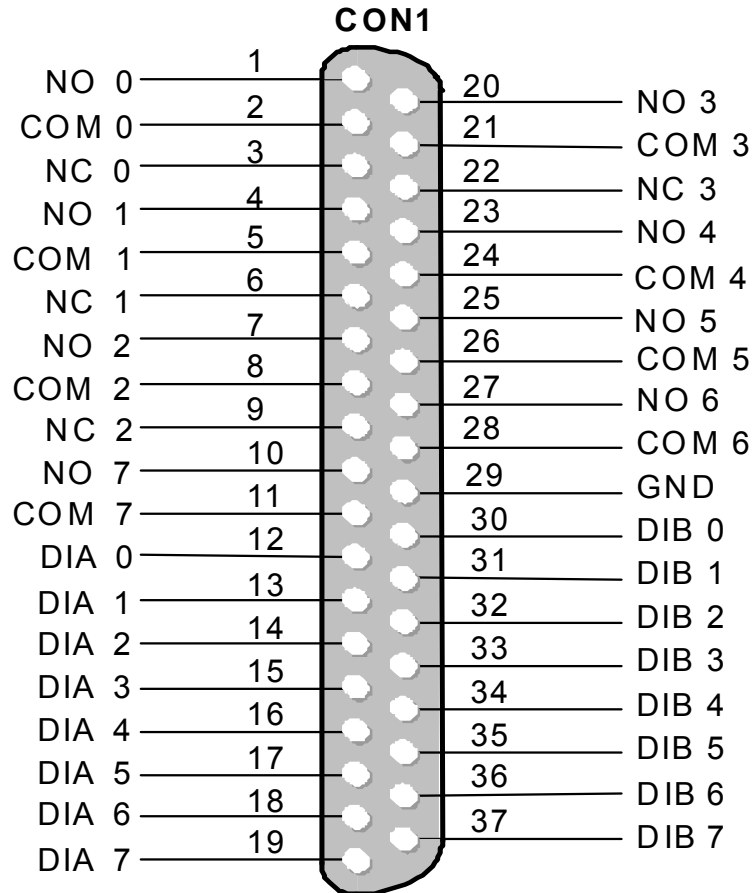 CON1
NO 0 1
COM 0 2
NC 0 3
NO 1 4
COM 1 5
NC 1 6
NO 2 7
COM 2 8
NC 2 9
NO 7 10
COM 7 11
DIA 0 12
DIA 1 13
DIA 2 14
DIA 3 15
DIA 4 16
DIA 5 17
DIA 6 18
DIA 7 19
20 NO 3
21 COM 3
22 NC 3
23 NO 4
24 COM 4
25 NO 5
26 COM 5
27 NO 6
28 COM 6
29 GND
30 DIB 0
31 DIB 1
32 DIB 2
33 DIB 3
34 DIB 4
35 DIB 5
36 DIB 6
37 DIB 7